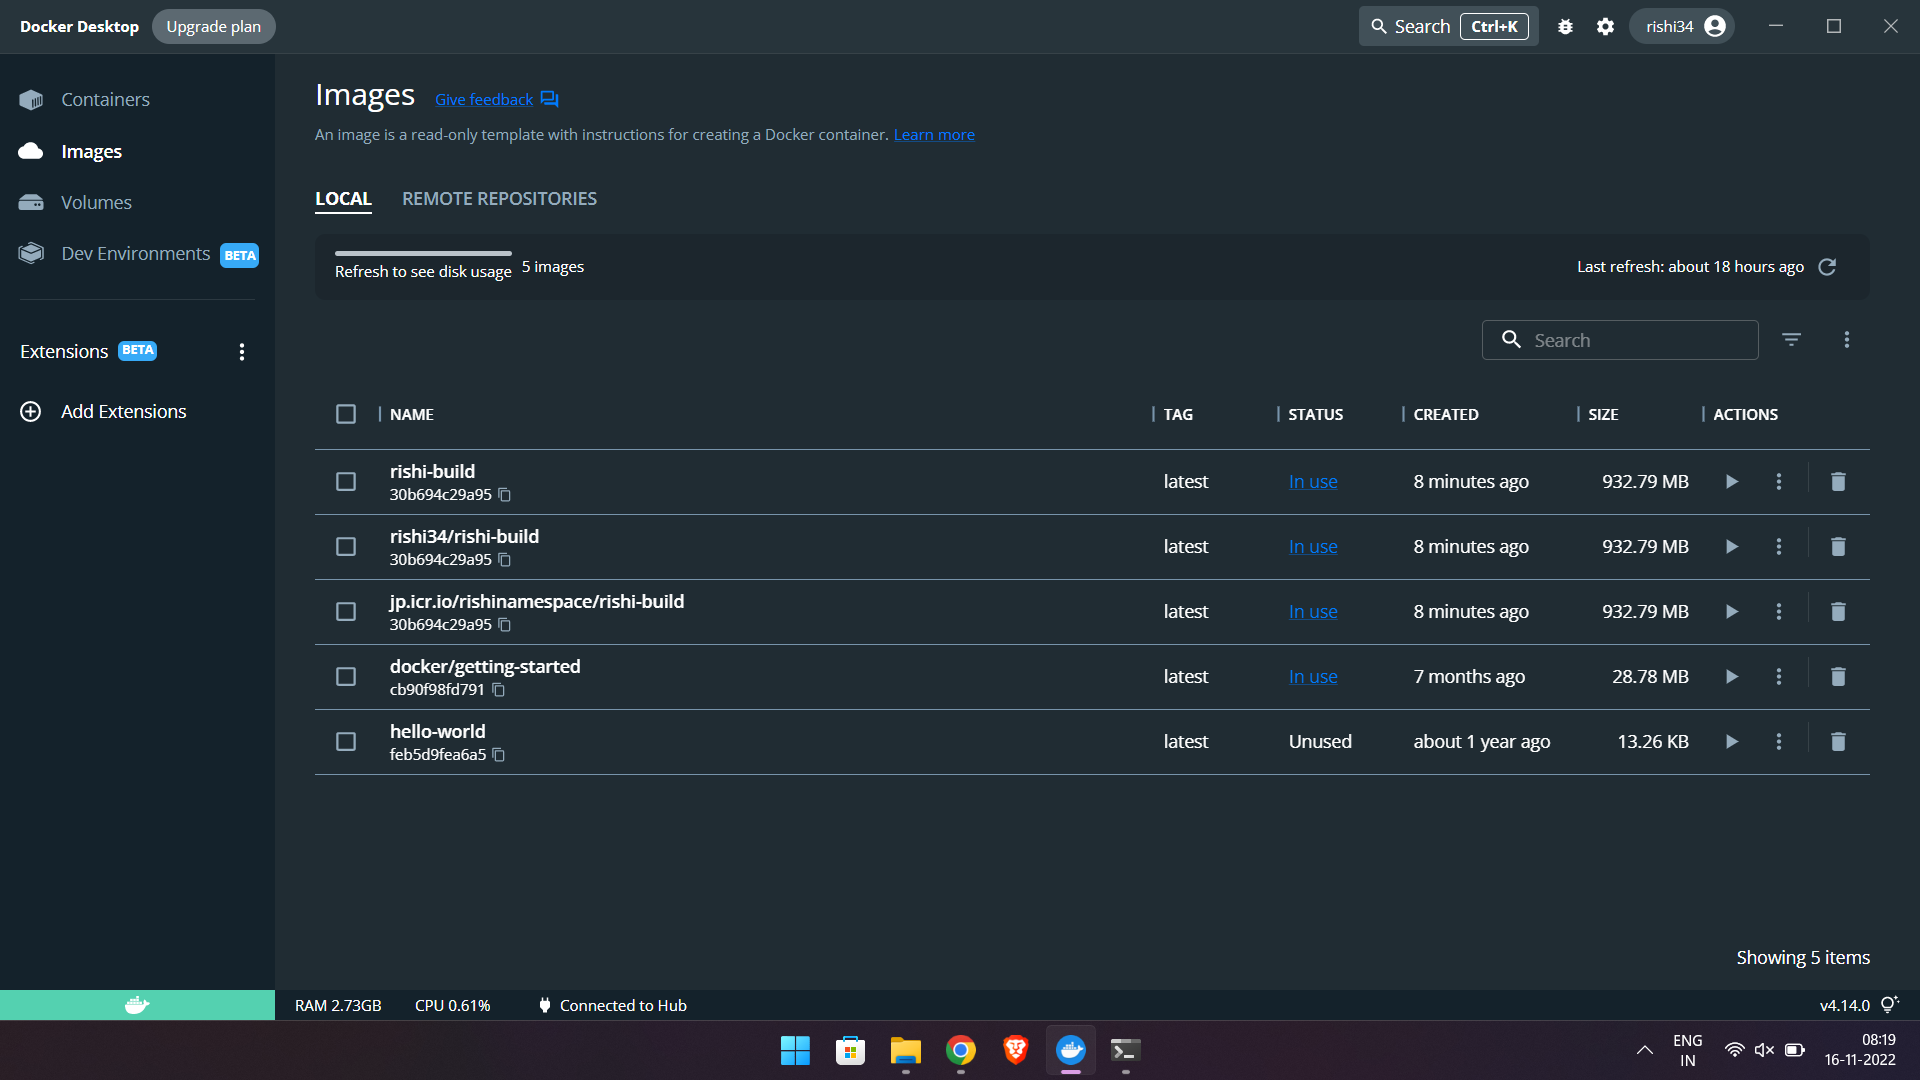 Docker Desktop Upgrade plan Search Ctrl+K rishi34
Containers
Images
Volumes
Dev Environments BETA
Extensions BETA
Add Extensions
Images Give feedback
An image is a read-only template with instructions for creating a Docker container. Learn more
LOCAL REMOTE REPOSITORIES
Refresh to see disk usage 5 images Last refresh: about 18 hours ago
Search
NAME TAG STATUS CREATED SIZE ACTIONS
rishi-build
30b694c29a95 latest In use 8 minutes ago 932.79 MB
rishi34/rishi-build
30b694c29a95 latest In use 8 minutes ago 932.79 MB
jp.icr.io/rishinamespace/rishi-build
30b694c29a95 latest In use 8 minutes ago 932.79 MB
docker/getting-started
cb90f98fd791 latest In use 7 months ago 28.78 MB
hello-world
feb5d9fea6a5 latest Unused about 1 year ago 13.26 KB
Showing 5 items
RAM 2.73GB CPU 0.61% Connected to Hub v4.14.0
ENG 08:19
IN 16-11-2022